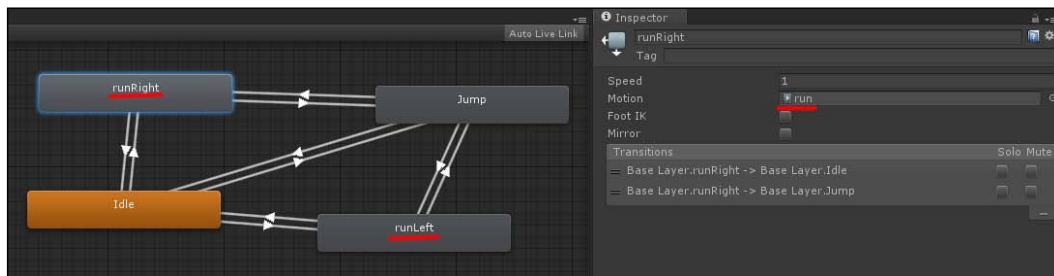 Auto Live Link
runRight
Jump
Idle
runLeft
Inspector
runRight
Tag
Speed 1
Motion run
Foot IK
Mirror
Transitions Solo Mute
Base Layer.runRight -> Base Layer.Idle
Base Layer.runRight -> Base Layer.Jump